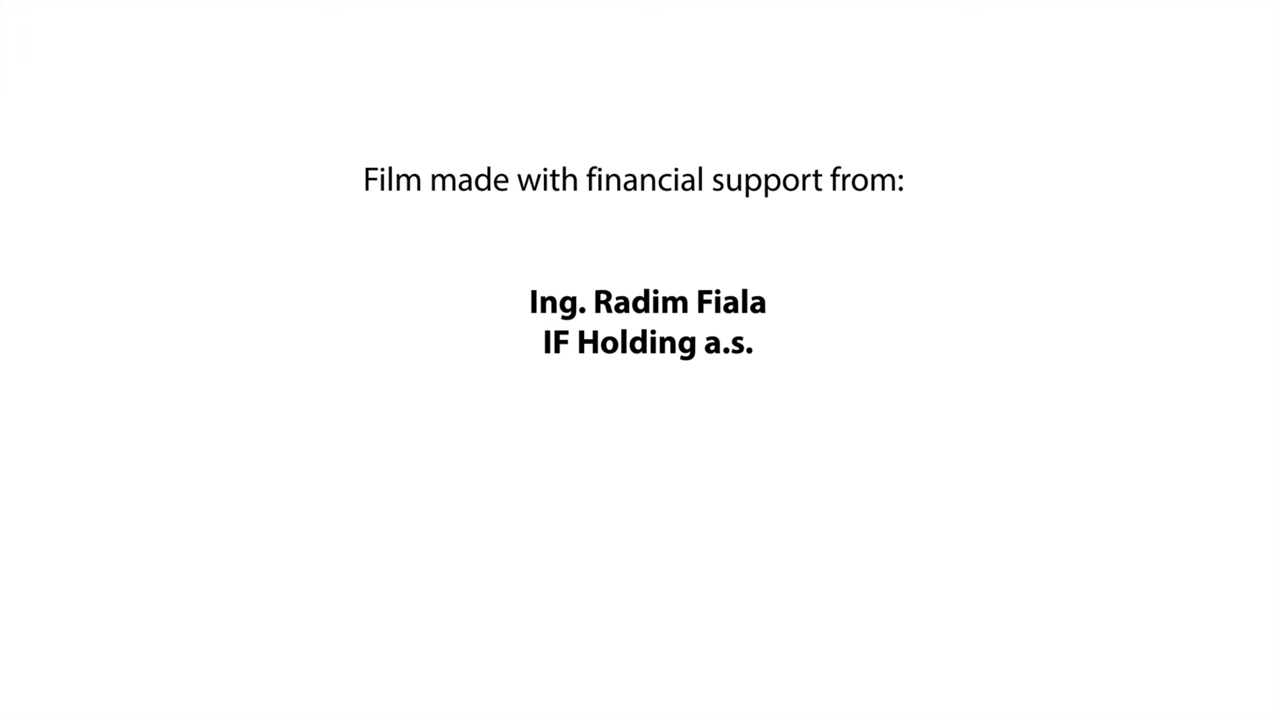 Film made with financial support from:
Ing. Radim Fiala
IF Holding a.s.